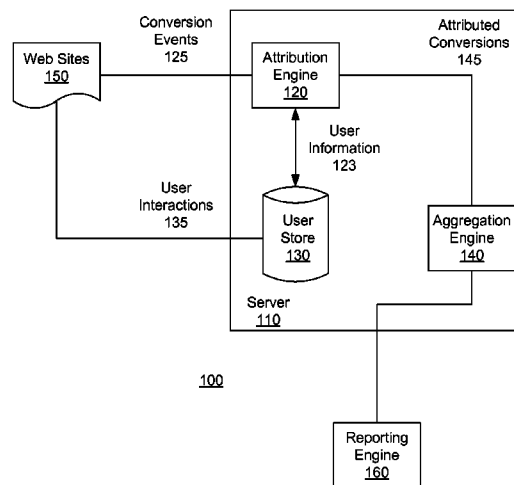 Conversion
Events
125
Web Sites
150
Attribution
Engine
120
Attributed
Conversions
145
User
Information
123
User
Interactions
135
User
Store
130
Aggregation
Engine
140
Server
110
100
Reporting
Engine
160